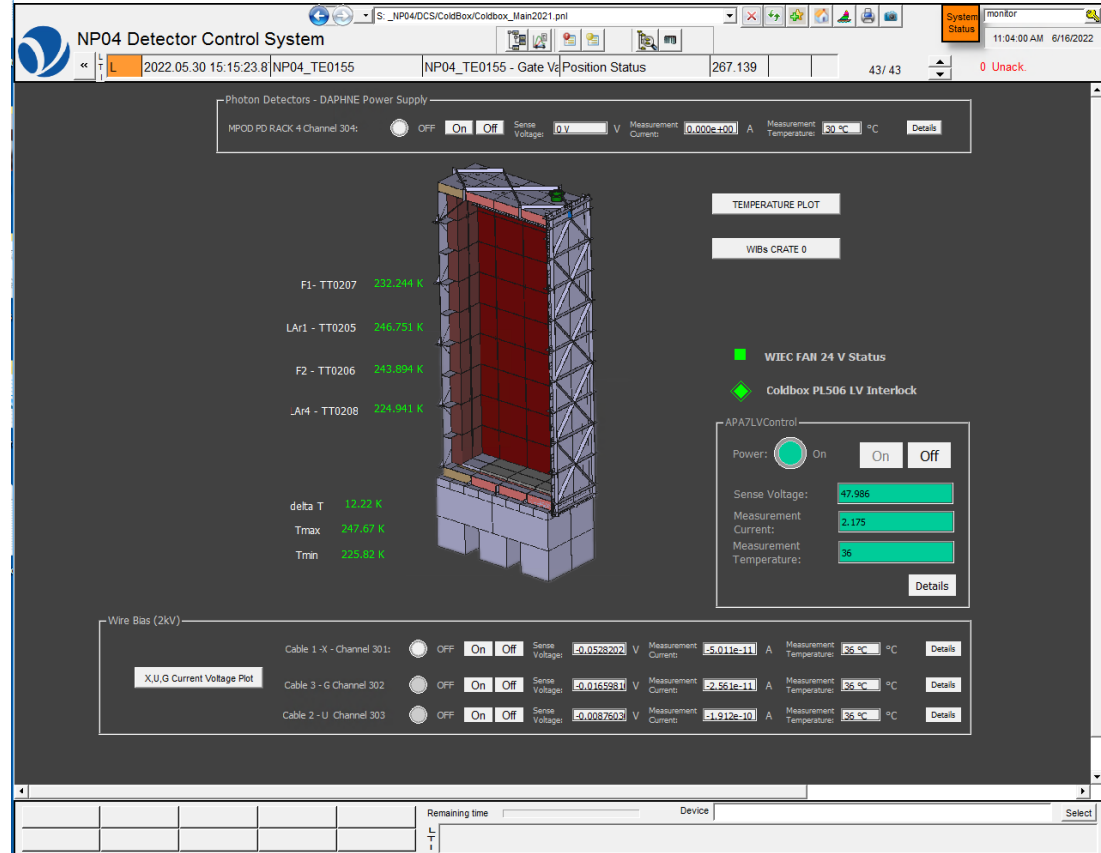 S: _NP04/DCS/ColdBox/Coldbox_Main2021.pnl
System Status
monitor
NP04 Detector Control System
11:04:00 AM 6/16/2022
« L T I L 2022.05.30 15:15:23.8 NP04_TE0155 NP04_TE0155 - Gate Va Position Status 267.139 43/ 43 0 Unack.
Photon Detectors - DAPHNE Power Supply
MPOD PD RACK 4 Channel 304: OFF On Off Sense Voltage: 0 V V Measurement Current: 0.000e+00 A Measurement Temperature: 30 °C °C Details
TEMPERATURE PLOT
WIBs CRATE 0
F1- TT0207 232.244 K
LAr1 - TT0205 246.751 K
F2 - TT0206 243.894 K
.Ar4 - TT0208 224.941 K
delta T 12.22 K
Tmax 247.67 K
Tmin 225.82 K
WIEC FAN 24 V Status
Coldbox PL506 LV Interlock
APA7LVControl
Power: On On Off
Sense Voltage: 47.986
Measurement Current: 2.175
Measurement Temperature: 36
Details
Wire Bias (2kV)
X,U,G Current Voltage Plot
Cable 1 -X - Channel 301: OFF On Off Sense Voltage: -0.0528202 V Measurement Current: -5.011e-11 A Measurement Temperature: 36 °C °C Details
Cable 3 - G Channel 302 OFF On Off Sense Voltage: -0.0165981 V Measurement Current: -2.561e-11 A Measurement Temperature: 36 °C °C Details
Cable 2 - U Channel 303 OFF On Off Sense Voltage: -0.0087603 V Measurement Current: -1.912e-10 A Measurement Temperature: 36 °C °C Details
Remaining time Device Select
L T I